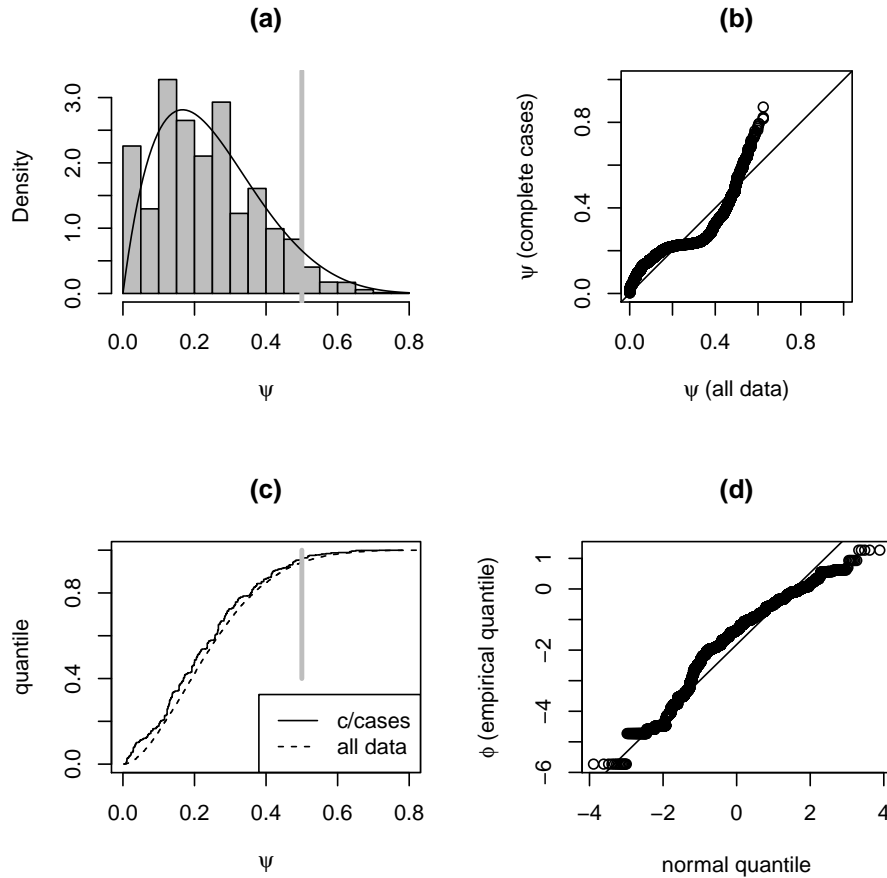 (a)
Density
0.0 1.0 2.0 3.0
0.0 0.2 0.4 0.6 0.8
ψ
(b)
ψ (complete cases)
0.0 0.4 0.8
0.0 0.4 0.8
ψ (all data)
(c)
quantile
0.0 0.4 0.8
c/cases
all data
0.0 0.2 0.4 0.6 0.8
ψ
(d)
ϕ (empirical quantile)
−6 −4 −2 0 1
−4 −2 0 2 4
normal quantile